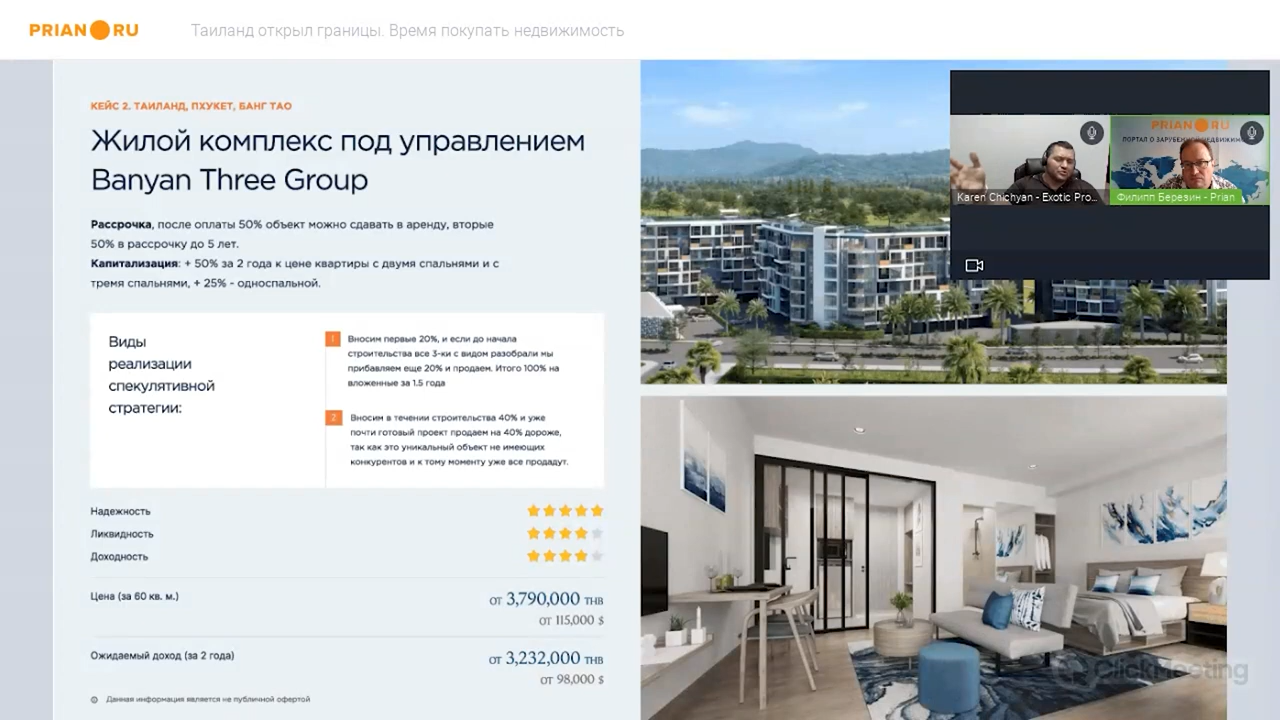 PRIAN RU
Таиланд открыл границы. Время покупать недвижимость
КЕЙС 2. ТАИЛАНД, ПХУКЕТ, БАНГ ТАО
Жилой комплекс под управлением
Banyan Three Group
Рассрочка, после оплаты 50% объект можно сдавать в аренду, вторые
50% в рассрочку до 5 лет.
Капитализация: + 50% за 2 года к цене квартиры с двумя спальнями и с
тремя спальнями, + 25% - односпальной.
Виды
реализации
спекулятивной
стратегии:
1
Вносим первые 20%, и если до начала
строительства все 3-ки с видом разобрали мы
прибавляем еще 20% и продаем. Итого 100% на
вложенные за 1.5 года
2
Вносим в течении строительства 40% и уже
почти готовый проект продаем на 40% дороже,
так как это уникальный объект не имеющих
конкурентов и к тому моменту уже все продадут.
Надежность
Ликвидность
Доходность
Цена (за 60 кв. м.)
от 3,790,000 THB
от 115,000 $
Ожидаемый доход (за 2 года)
от 3,232,000 THB
от 98,000 $
Данная информация является не публичной офертой
PRIAN RU
ПОРТАЛ О ЗАРУБЕЖНОЙ
Karen Chichyan - Exotic Pro...
Филипп Березин - Prian
ClickMeeting